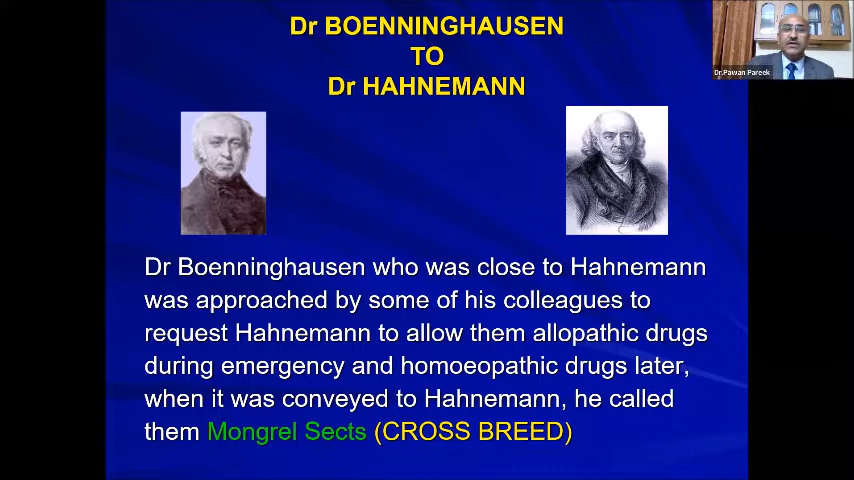 Dr BOENNINGHAUSEN
TO
Dr HAHNEMANN
Dr.Pawan Pareek
Dr Boenninghausen who was close to Hahnemann
was approached by some of his colleagues to
request Hahnemann to allow them allopathic drugs
during emergency and homoeopathic drugs later,
when it was conveyed to Hahnemann, he called
them Mongrel Sects (CROSS BREED)